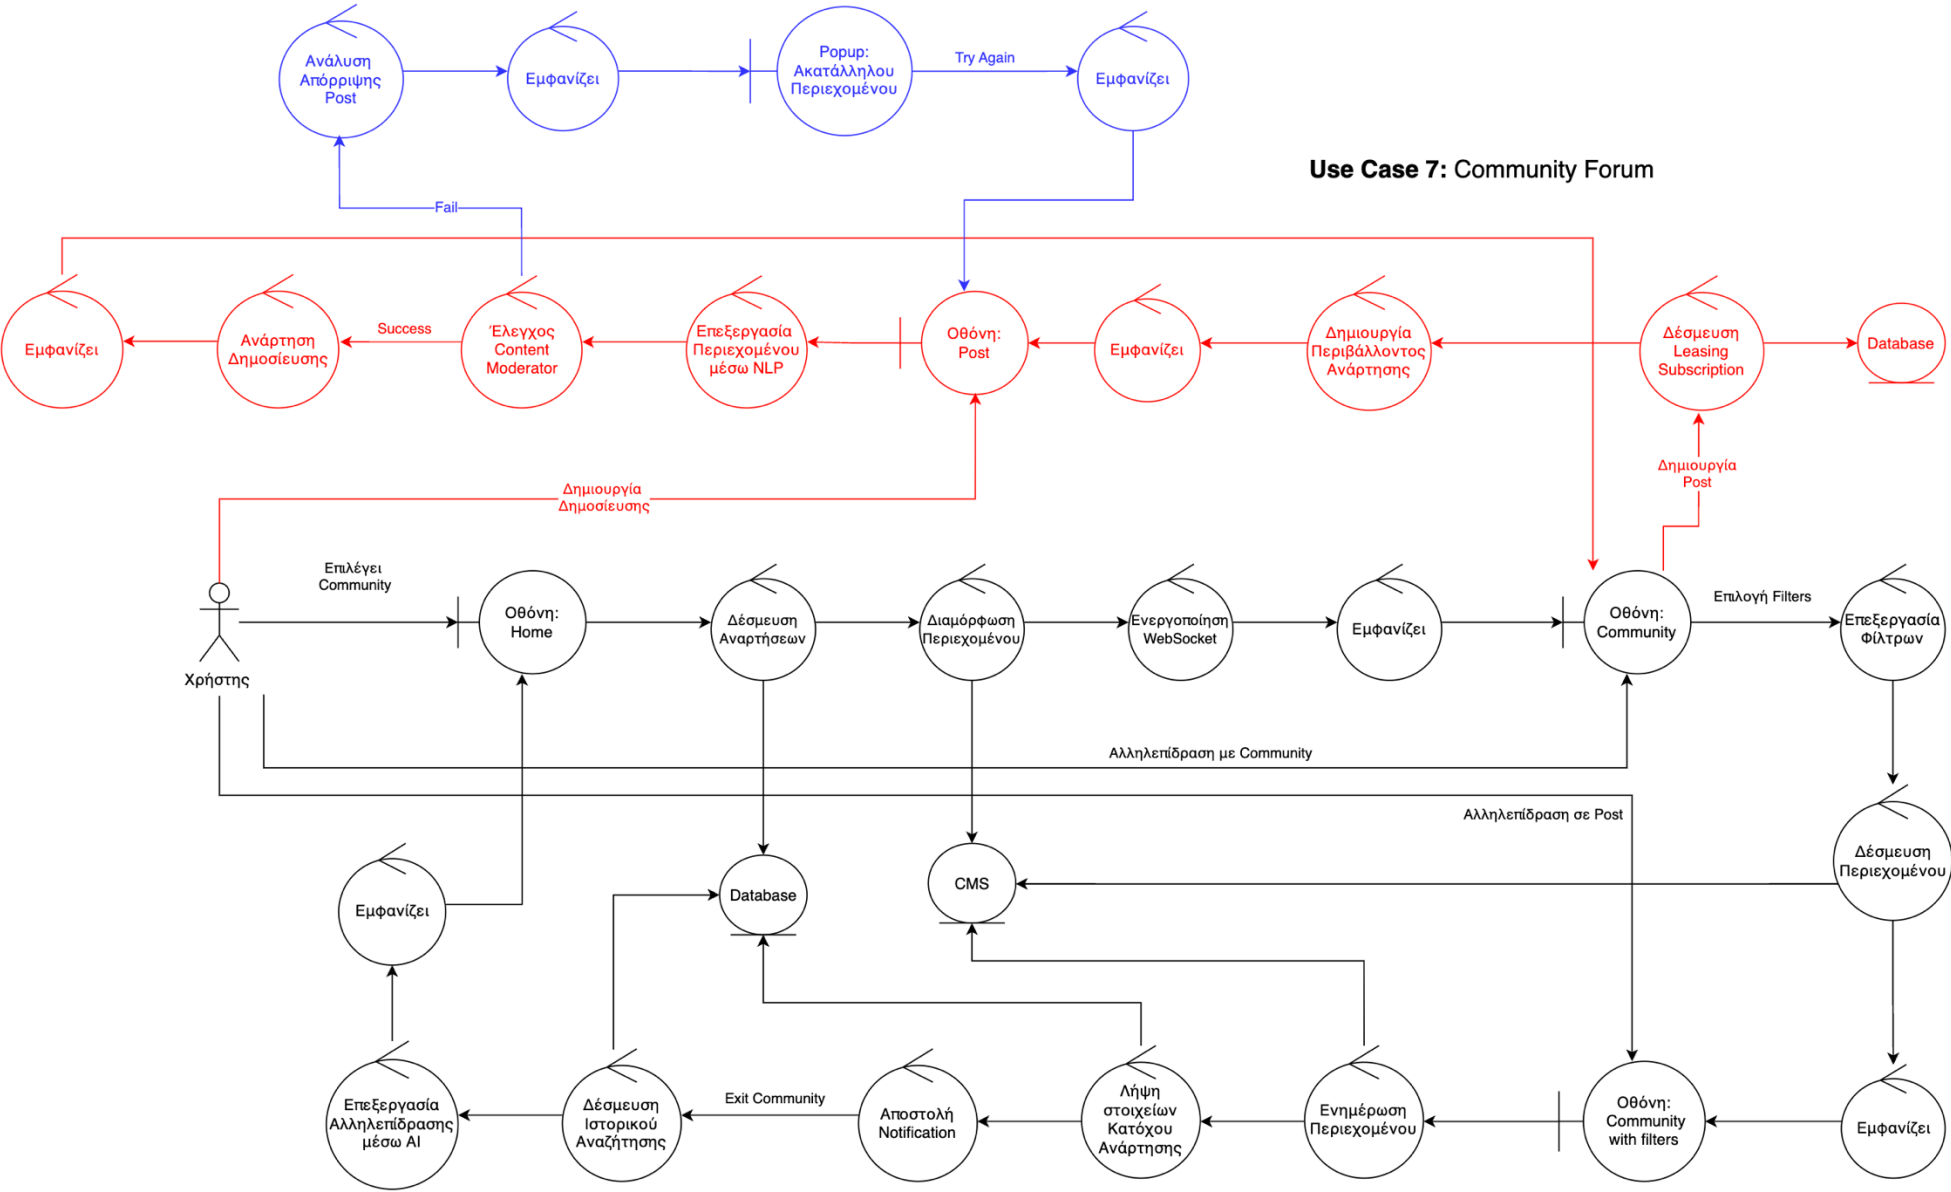 Ανάλυση
Απόρριψης
Post
Εμφανίζει
Popup:
Ακατάλληλου
Περιεχομένου
Try Again
Εμφανίζει
Use Case 7: Community Forum
Fail
Εμφανίζει
Ανάρτηση
Δημοσίευσης
Success
Έλεγχος
Content
Moderator
Επεξεργασία
Περιεχομένου
μέσω NLP
Οθόνη:
Post
Εμφανίζει
Δημιουργία
Περιβάλλοντος
Ανάρτησης
Δέσμευση
Leasing
Subscription
Database
Δημιουργία
Post
Δημιουργία
Δημοσίευσης
Χρήστης
Επιλέγει
Community
Οθόνη:
Home
Δέσμευση
Αναρτήσεων
Διαμόρφωση
Περιεχομένου
Ενεργοποίηση
WebSocket
Εμφανίζει
Οθόνη:
Community
Επιλογή Filters
Επεξεργασία
Φίλτρων
Αλληλεπίδραση με Community
Αλληλεπίδραση σε Post
Εμφανίζει
Database
CMS
Δέσμευση
Περιεχομένου
Επεξεργασία
Αλληλεπίδρασης
μέσω AI
Δέσμευση
Ιστορικού
Αναζήτησης
Exit Community
Αποστολή
Notification
Λήψη
στοιχείων
Κατόχου
Ανάρτησης
Ενημέρωση
Περιεχομένου
Οθόνη:
Community
with filters
Εμφανίζει